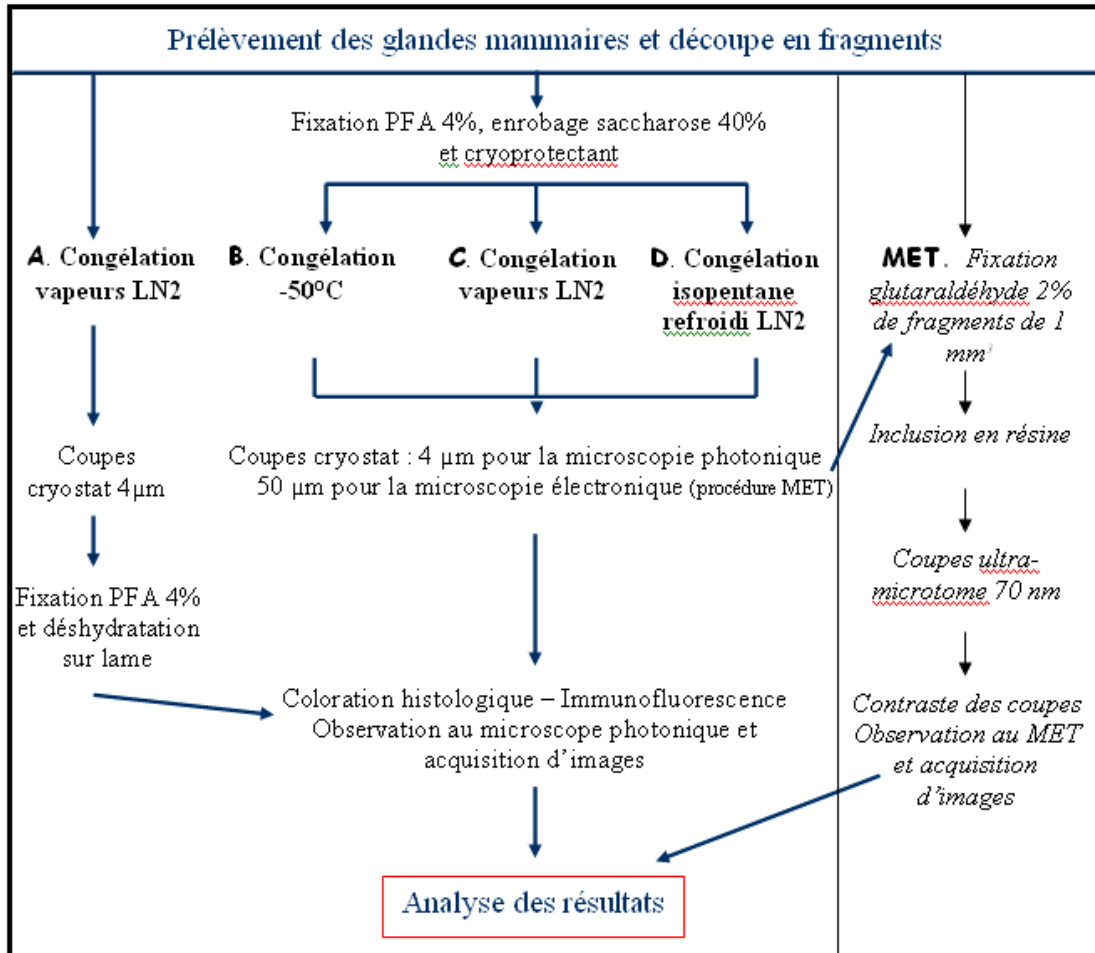 Prélèvement des glandes mammaires et découpe en fragments
Fixation PFA 4%, enrobage saccharose 40%
et cryoprotectant
A. Congélation
vapeurs LN2
B. Congélation
-50°C
C. Congélation
vapeurs LN2
D. Congélation
isopentane
refroidi LN2
MET. Fixation
glutaraldéhyde 2%
de fragments de 1
mm³
Coupes
cryostat 4µm
Coupes cryostat : 4 µm pour la microscopie photonique
50 µm pour la microscopie électronique (procédure MET)
Inclusion en résine
Coupes ultra-
microtome 70 nm
Fixation PFA 4%
et déshydratation
sur lame
Coloration histologique – Immunofluorescence
Observation au microscope photonique et
acquisition d'images
Contraste des coupes
Observation au MET
et acquisition
d'images
Analyse des résultats